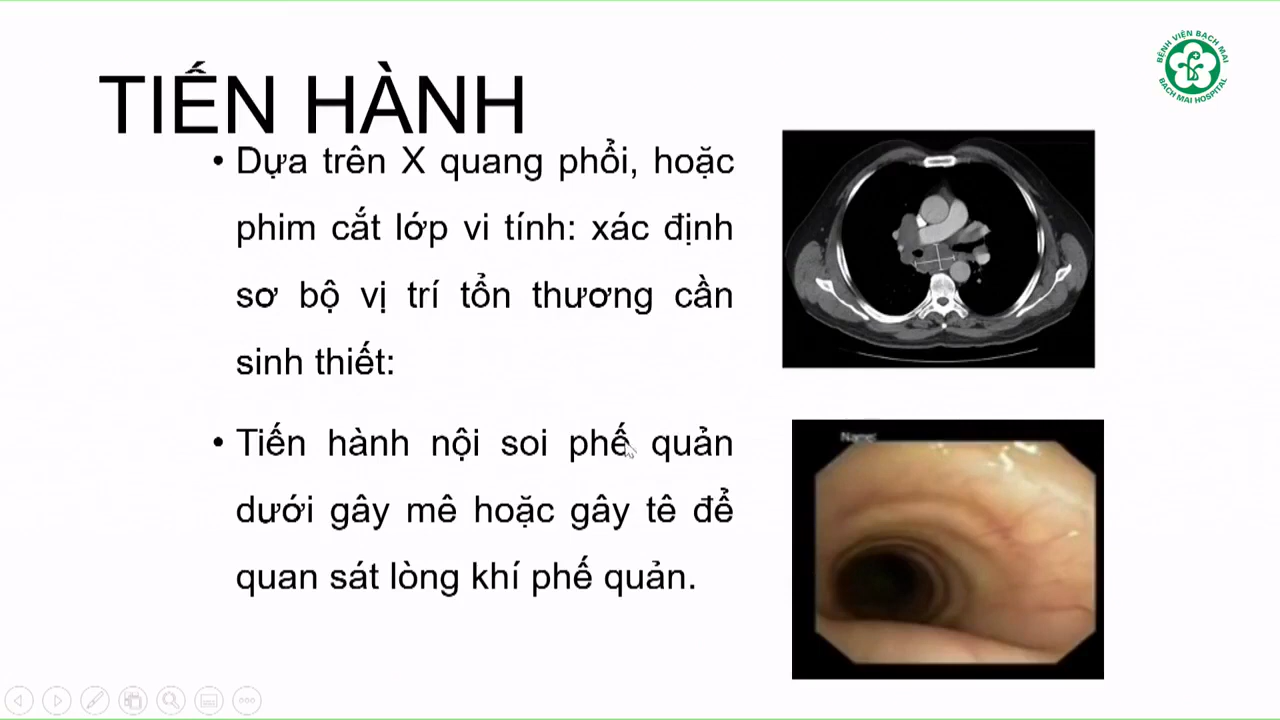 BỆNH VIỆN BẠCH MAI
BACH MAI HOSPITAL
TIẾN HÀNH
• Dựa trên X quang phổi, hoặc
phim cắt lớp vi tính: xác định
sơ bộ vị trí tổn thương cần
sinh thiết:
• Tiến hành nội soi phế quản
dưới gây mê hoặc gây tê để
quan sát lòng khí phế quản.
Name: